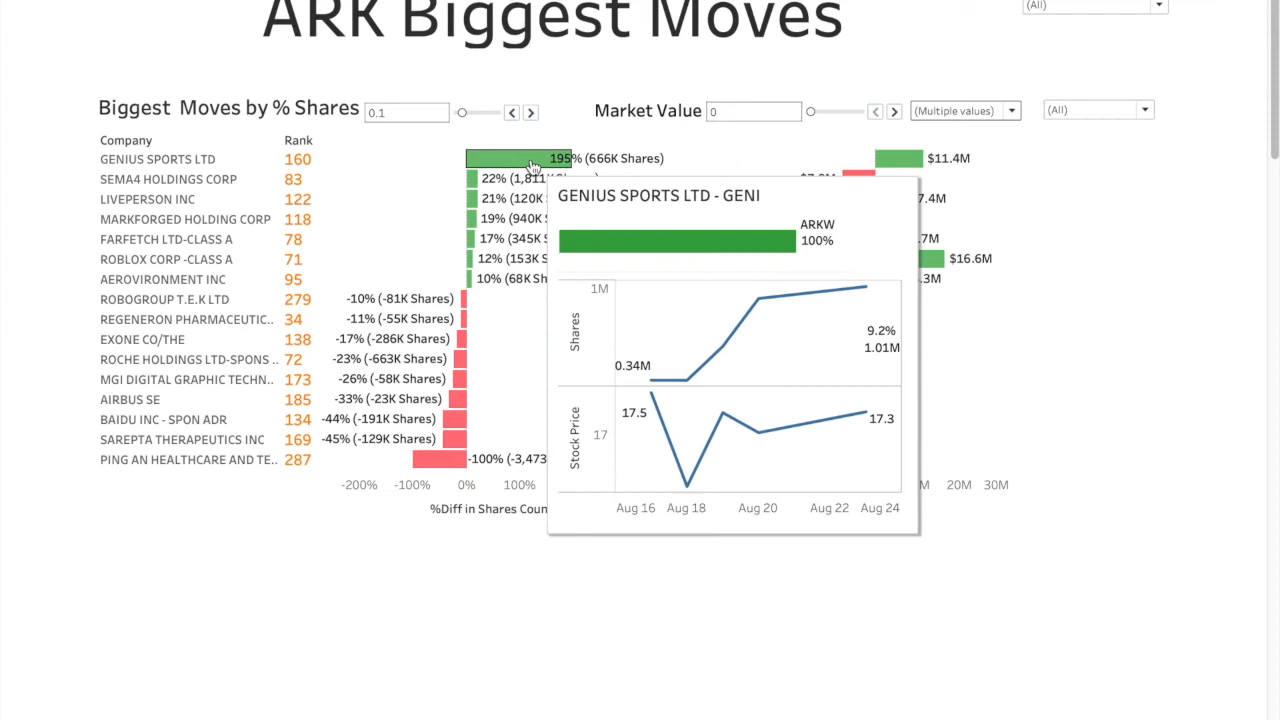 ARK Biggest Moves
(All)
Biggest Moves by % Shares
0.1
Market Value
0
(Multiple values)
(All)
Company Rank
GENIUS SPORTS LTD 160 195% (666K Shares) $11.4M
SEMA4 HOLDINGS CORP 83 22% (1,811
LIVEPERSON INC 122 21% (120K 7.4M
MARKFORGED HOLDING CORP 118 19% (940K
FARFETCH LTD-CLASS A 78 17% (345K .7M
ROBLOX CORP -CLASS A 71 12% (153K $16.6M
AEROVIRONMENT INC 95 10% (68K Sh .3M
ROBOGROUP T.E.K LTD 279 -10% (-81K Shares)
REGENERON PHARMACEUTIC.. 34 -11% (-55K Shares)
EXONE CO/THE 138 -17% (-286K Shares)
ROCHE HOLDINGS LTD-SPONS .. 72 -23% (-663K Shares)
MGI DIGITAL GRAPHIC TECHN.. 173 -26% (-58K Shares)
AIRBUS SE 185 -33% (-23K Shares)
BAIDU INC - SPON ADR 134 -44% (-191K Shares)
SAREPTA THERAPEUTICS INC 169 -45% (-129K Shares)
PING AN HEALTHCARE AND TE.. 287 -100% (-3,473
-200% -100% 0% 100% M 20M 30M
%Diff in Shares Coun
GENIUS SPORTS LTD - GENI
ARKW
100%
1M
Shares
0.34M
9.2%
1.01M
17.5
17
Stock Price
17.3
Aug 16 Aug 18 Aug 20 Aug 22 Aug 24